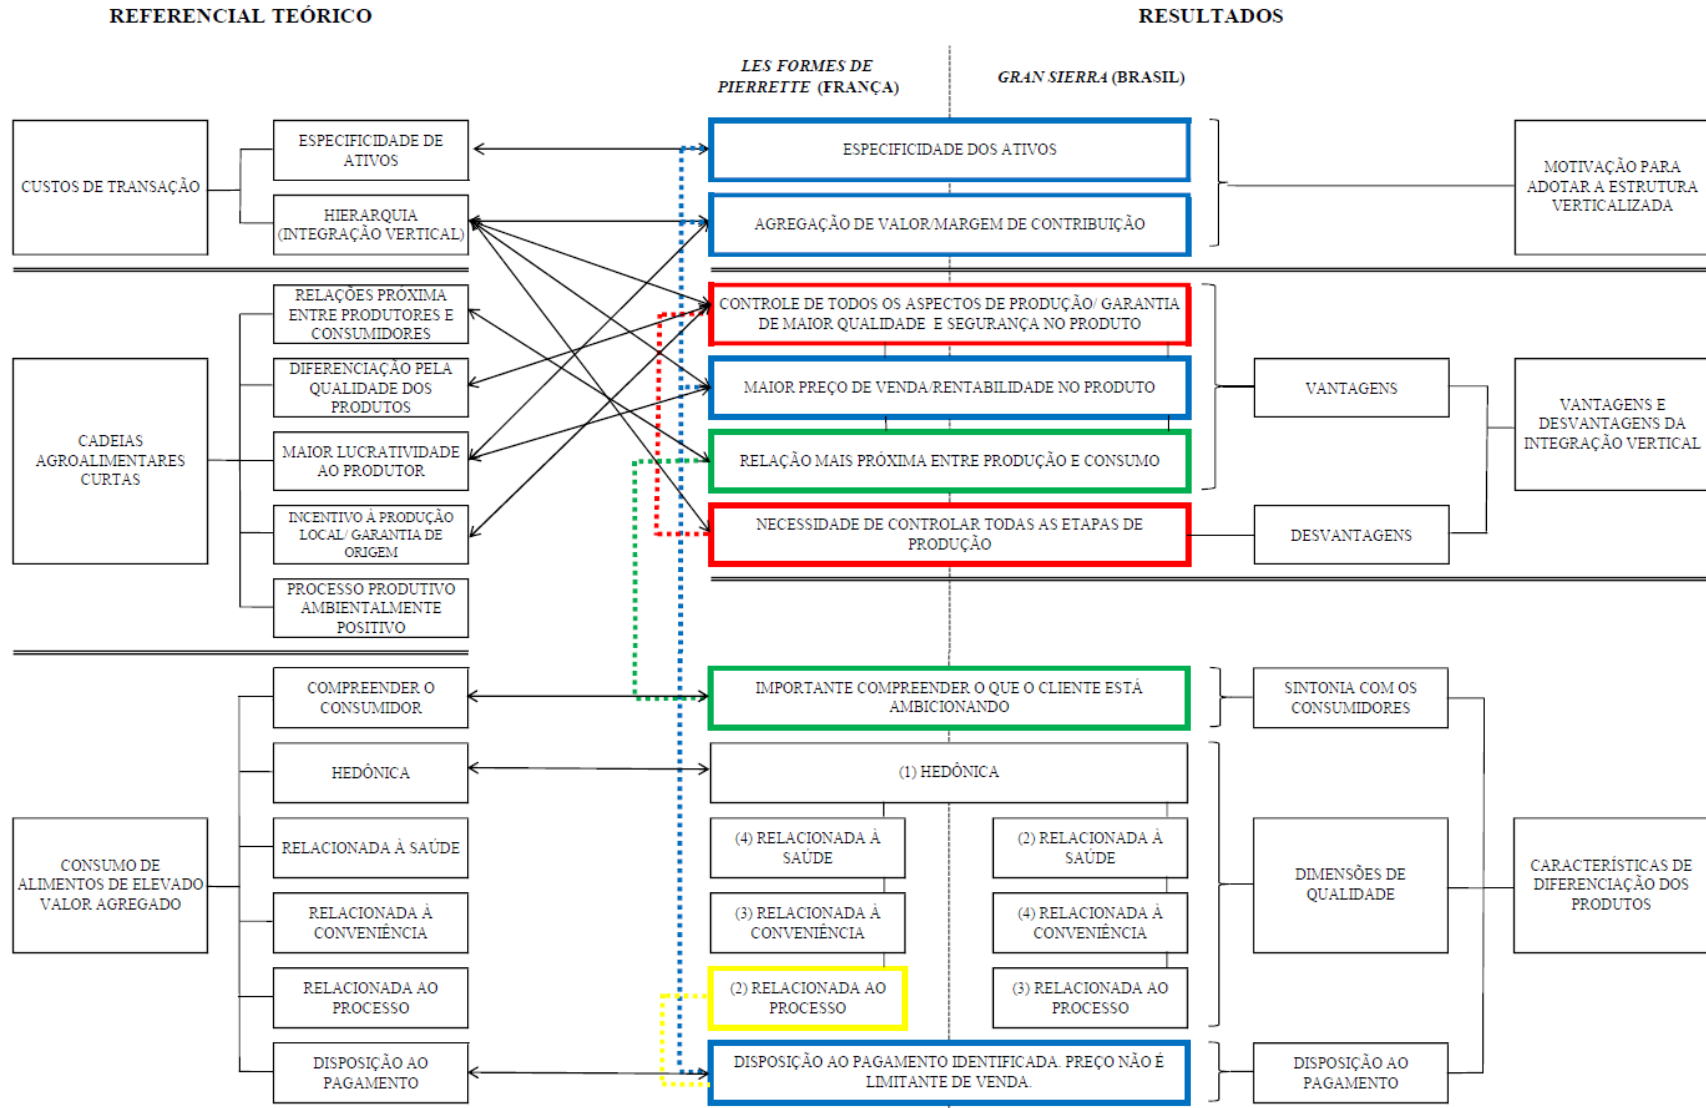 REFERENCIAL TEÓRICO
RESULTADOS
LES FORMES DE
PIERRETTE (FRANÇA)
GRAN SIERRA (BRASIL)
CUSTOS DE TRANSAÇÃO
ESPECIFICIDADE DE
ATIVOS
HIERARQUIA
(INTEGRAÇÃO VERTICAL)
ESPECIFICIDADE DOS ATIVOS
AGREGAÇÃO DE VALOR/MARGEM DE CONTRIBUIÇÃO
MOTIVAÇÃO PARA
ADOTAR A ESTRUTURA
VERTICALIZADA
CADEIAS
AGROALIMENTARES
CURTAS
RELAÇÕES PRÓXIMA
ENTRE PRODUTORES E
CONSUMIDORES
DIFERENCIAÇÃO PELA
QUALIDADE DOS
PRODUTOS
MAIOR LUCRATIVIDADE
AO PRODUTOR
INCENTIVO À PRODUÇÃO
LOCAL/ GARANTIA DE
ORIGEM
PROCESSO PRODUTIVO
AMBIENTALMENTE
POSITIVO
CONTROLE DE TODOS OS ASPECTOS DE PRODUÇÃO/ GARANTIA
DE MAIOR QUALIDADE E SEGURANÇA NO PRODUTO
MAIOR PREÇO DE VENDA/RENTABILIDADE NO PRODUTO
RELAÇÃO MAIS PRÓXIMA ENTRE PRODUÇÃO E CONSUMO
NECESSIDADE DE CONTROLAR TODAS AS ETAPAS DE
PRODUÇÃO
VANTAGENS
DESVANTAGENS
VANTAGENS E
DESVANTAGENS DA
INTEGRAÇÃO VERTICAL
CONSUMO DE
ALIMENTOS DE ELEVADO
VALOR AGREGADO
COMPREENDER O
CONSUMIDOR
HEDÔNICA
RELACIONADA À SAÚDE
RELACIONADA À
CONVENIÊNCIA
RELACIONADA AO
PROCESSO
DISPOSIÇÃO AO
PAGAMENTO
IMPORTANTE COMPREENDER O QUE O CLIENTE ESTÁ
AMBICIONANDO
(1) HEDÔNICA
(4) RELACIONADA À
SAÚDE
(2) RELACIONADA À
SAÚDE
(3) RELACIONADA À
CONVENIÊNCIA
(4) RELACIONADA À
CONVENIÊNCIA
(2) RELACIONADA AO
PROCESSO
(3) RELACIONADA AO
PROCESSO
DISPOSIÇÃO AO PAGAMENTO IDENTIFICADA. PREÇO NÃO É
LIMITANTE DE VENDA.
SINTONIA COM OS
CONSUMIDORES
DIMENSÕES DE
QUALIDADE
DISPOSIÇÃO AO
PAGAMENTO
CARACTERÍSTICAS DE
DIFERENCIAÇÃO DOS
PRODUTOS